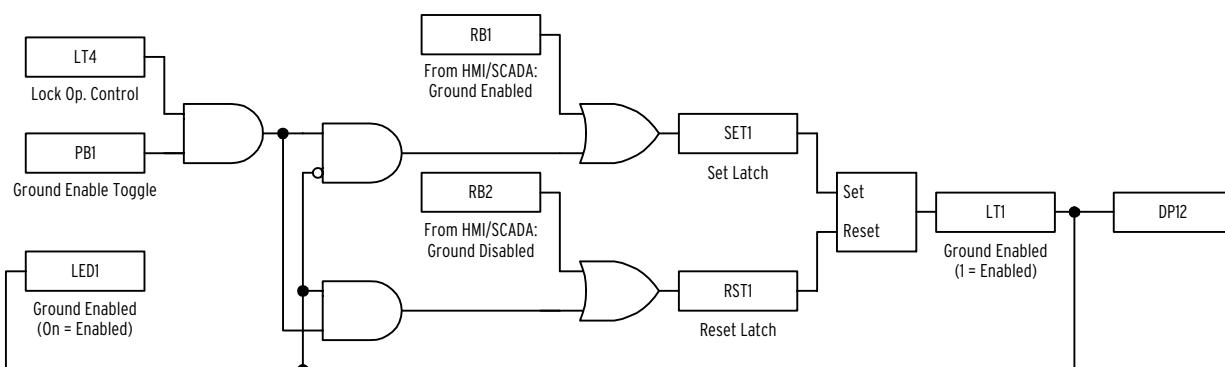 LT4
Lock Op. Control
PB1
Ground Enable Toggle
LED1
Ground Enabled
(On = Enabled)
RB1
From HMI/SCADA:
Ground Enabled
RB2
From HMI/SCADA:
Ground Disabled
SET1
Set Latch
RST1
Reset Latch
Set
Reset
LT1
Ground Enabled
(1 = Enabled)
DP12